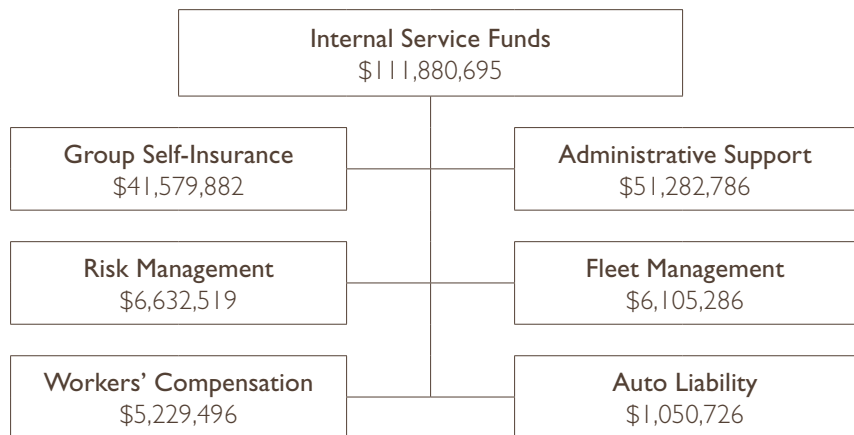 Internal Service Funds
$111,880,695
Group Self-Insurance
$41,579,882
Administrative Support
$51,282,786
Risk Management
$6,632,519
Fleet Management
$6,105,286
Workers’ Compensation
$5,229,496
Auto Liability
$1,050,726